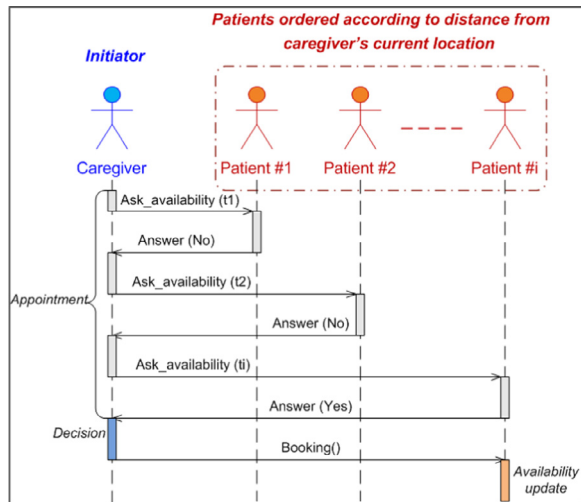 Patients ordered according to distance from
caregiver's current location
Initiator
Caregiver
Patient #1
Patient #2
Patient #i
Ask_availability (t1)
Answer (No)
Ask_availability (t2)
Appointment
Answer (No)
Ask_availability (ti)
Answer (Yes)
Decision
Booking()
Availability
update